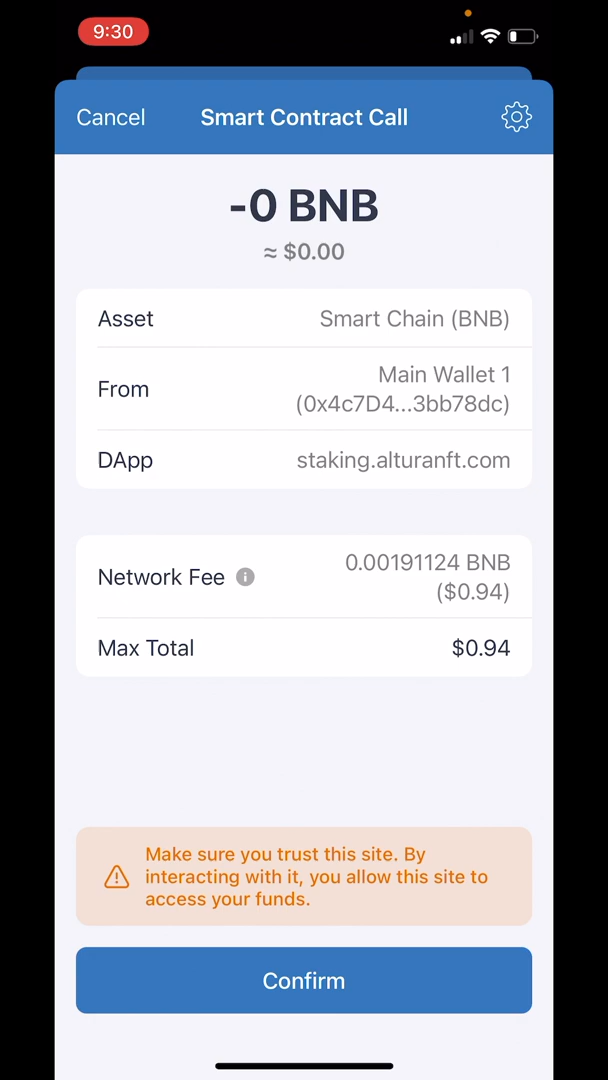 9:30
Cancel
Smart Contract Call
-0 BNB
≈ $0.00
Asset
Smart Chain (BNB)
From
Main Wallet 1
(0x4c7D4...3bb78dc)
DApp
staking.alturanft.com
Network Fee
0.00191124 BNB
($0.94)
Max Total
$0.94
Make sure you trust this site. By
interacting with it, you allow this site to
access your funds.
Confirm